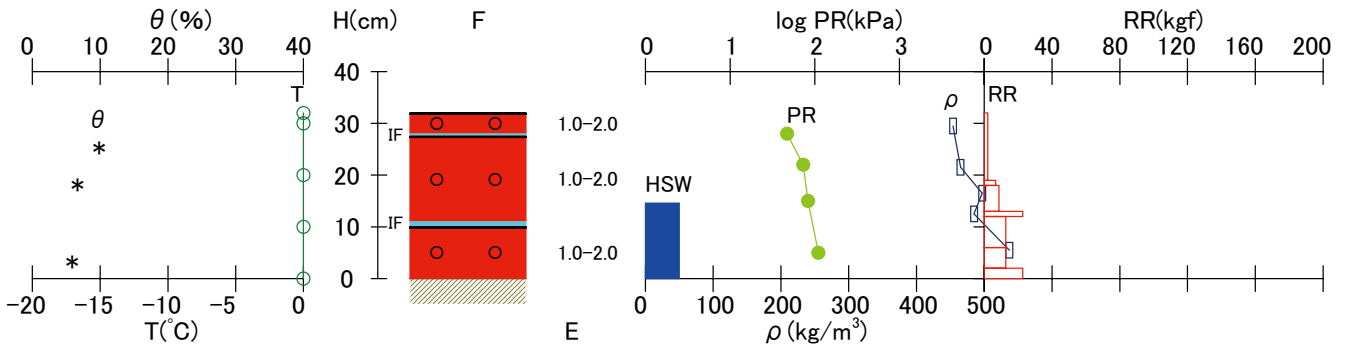 θ (%) H(cm) F log PR(kPa) RR(kgf)
0 10 20 30 40 0 1 2 3 0 40 80 120 160 200
40
T ρ RR
θ 30 IF 1.0-2.0 PR
20 1.0-2.0 HSW
10 IF
1.0-2.0
0
-20 -15 -10 -5 0 0 100 200 300 400 500
T(°C) E ρ (kg/m³)